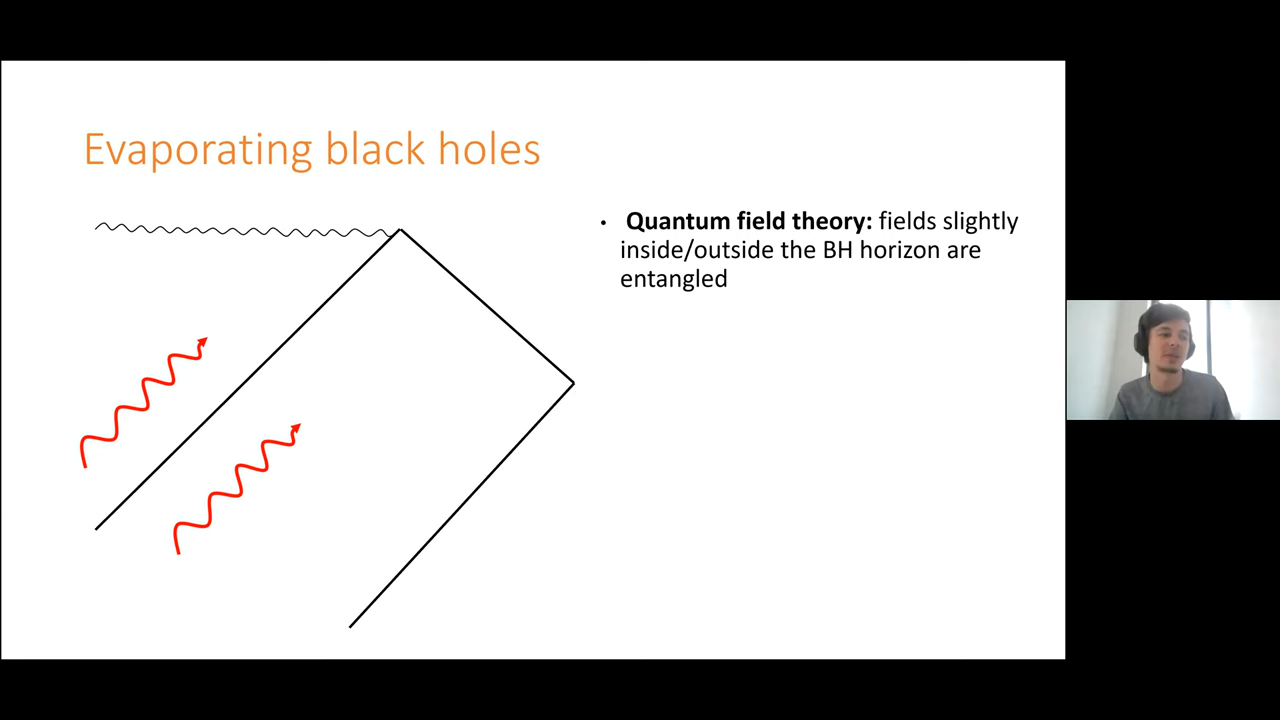 Evaporating black holes
• Quantum field theory: fields slightly
inside/outside the BH horizon are
entangled